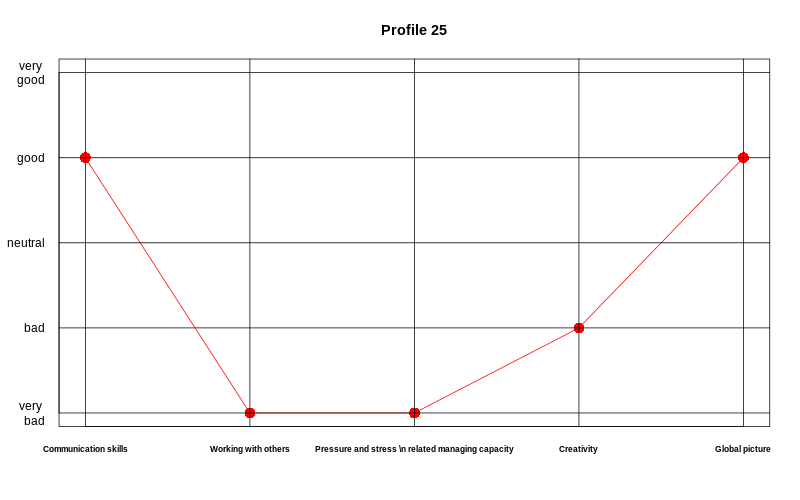 Profile 25
very
good
good
neutral
bad
very
bad
Communication skills
Working with others
Pressure and stress \n related managing capacity
Creativity
Global picture